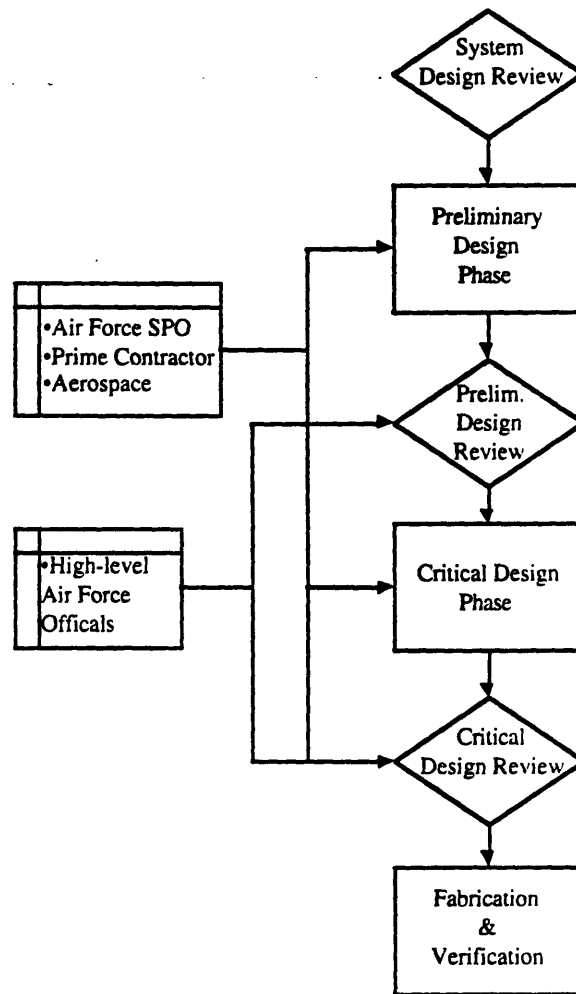 System
Design Review
Preliminary
Design
Phase
•Air Force SPO
•Prime Contractor
•Aerospace
Prelim.
Design
Review
•High-level
Air Force
Officals
Critical Design
Phase
Critical
Design Review
Fabrication
&
Verification